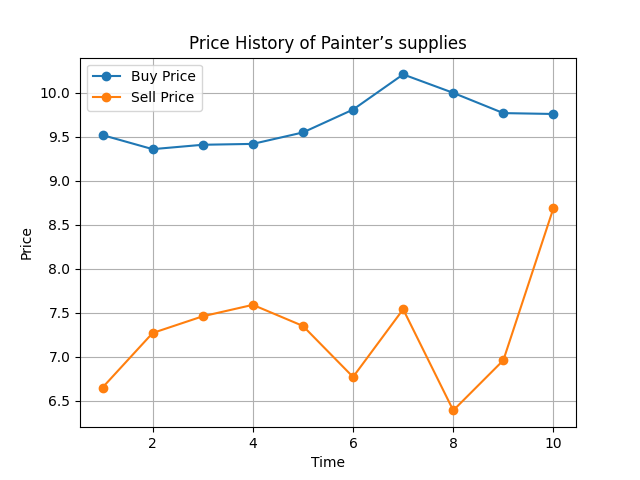 Price History of Painter’s supplies
Buy Price
Sell Price
Price
10.0
9.5
9.0
8.5
8.0
7.5
7.0
6.5
2 4 6 8 10
Time